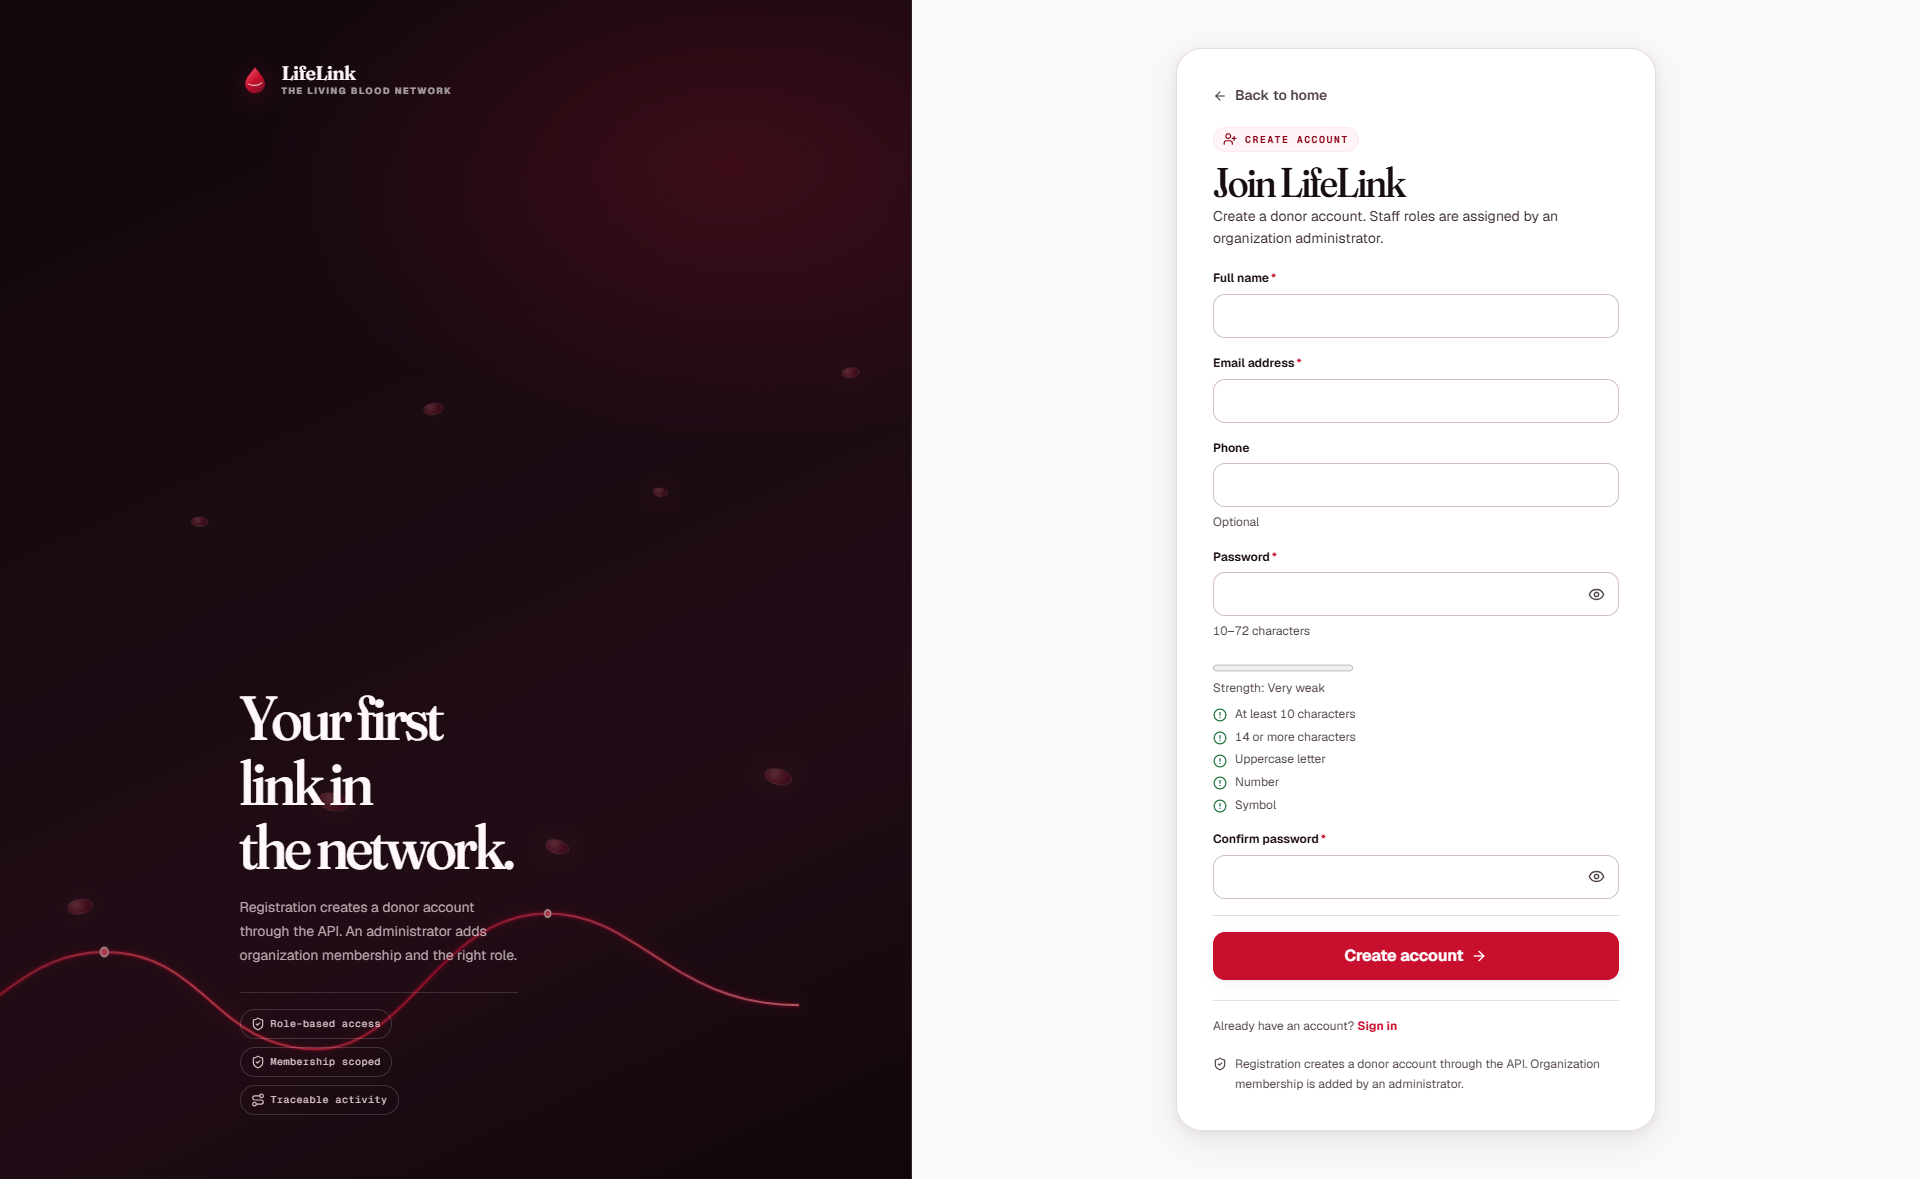 LifeLink
THE LIVING BLOOD NETWORK
Your first
link in
the network.
Registration creates a donor account
through the API. An administrator adds
organization membership and the right role.
Role-based access
Membership scoped
Traceable activity
Back to home
CREATE ACCOUNT
Join LifeLink
Create a donor account. Staff roles are assigned by an
organization administrator.
Full name *
Email address *
Phone
Optional
Password *
10–72 characters
Strength: Very weak
At least 10 characters
14 or more characters
Uppercase letter
Number
Symbol
Confirm password *
Create account →
Already have an account? Sign in
Registration creates a donor account through the API. Organization
membership is added by an administrator.